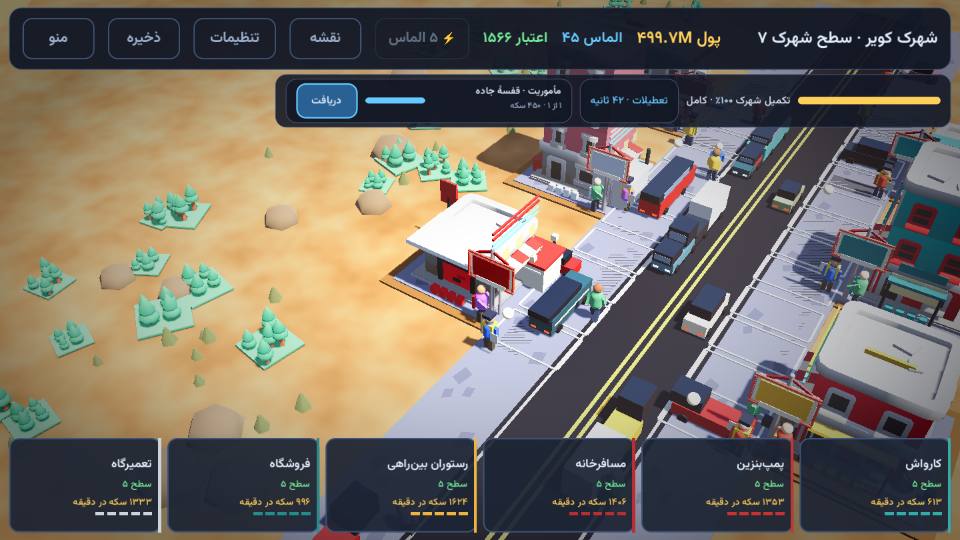 شهرک کویر · سطح شهرک ۷
پول ۴۹۹.۷M
الماس ۴۵
اعتبار ۱۵۶۶
⚡ ۵ الماس
نقشه
تنظیمات
ذخیره
منو
تکمیل شهرک ۱۰۰٪ · کامل
تعطیلات · ۴۲ ثانیه
مأموریت · قفسهٔ جاده
۱ از ۱ · ۴۵۰ سکه
دریافت
کارواش
سطح ۵
۶۱۳ سکه در دقیقه
پمپ‌بنزین
سطح ۵
۱۳۵۳ سکه در دقیقه
مسافرخانه
سطح ۵
۱۴۰۶ سکه در دقیقه
رستوران بین‌راهی
سطح ۵
۱۶۲۴ سکه در دقیقه
فروشگاه
سطح ۵
۹۹۶ سکه در دقیقه
تعمیرگاه
سطح ۵
۱۳۳۳ سکه در دقیقه